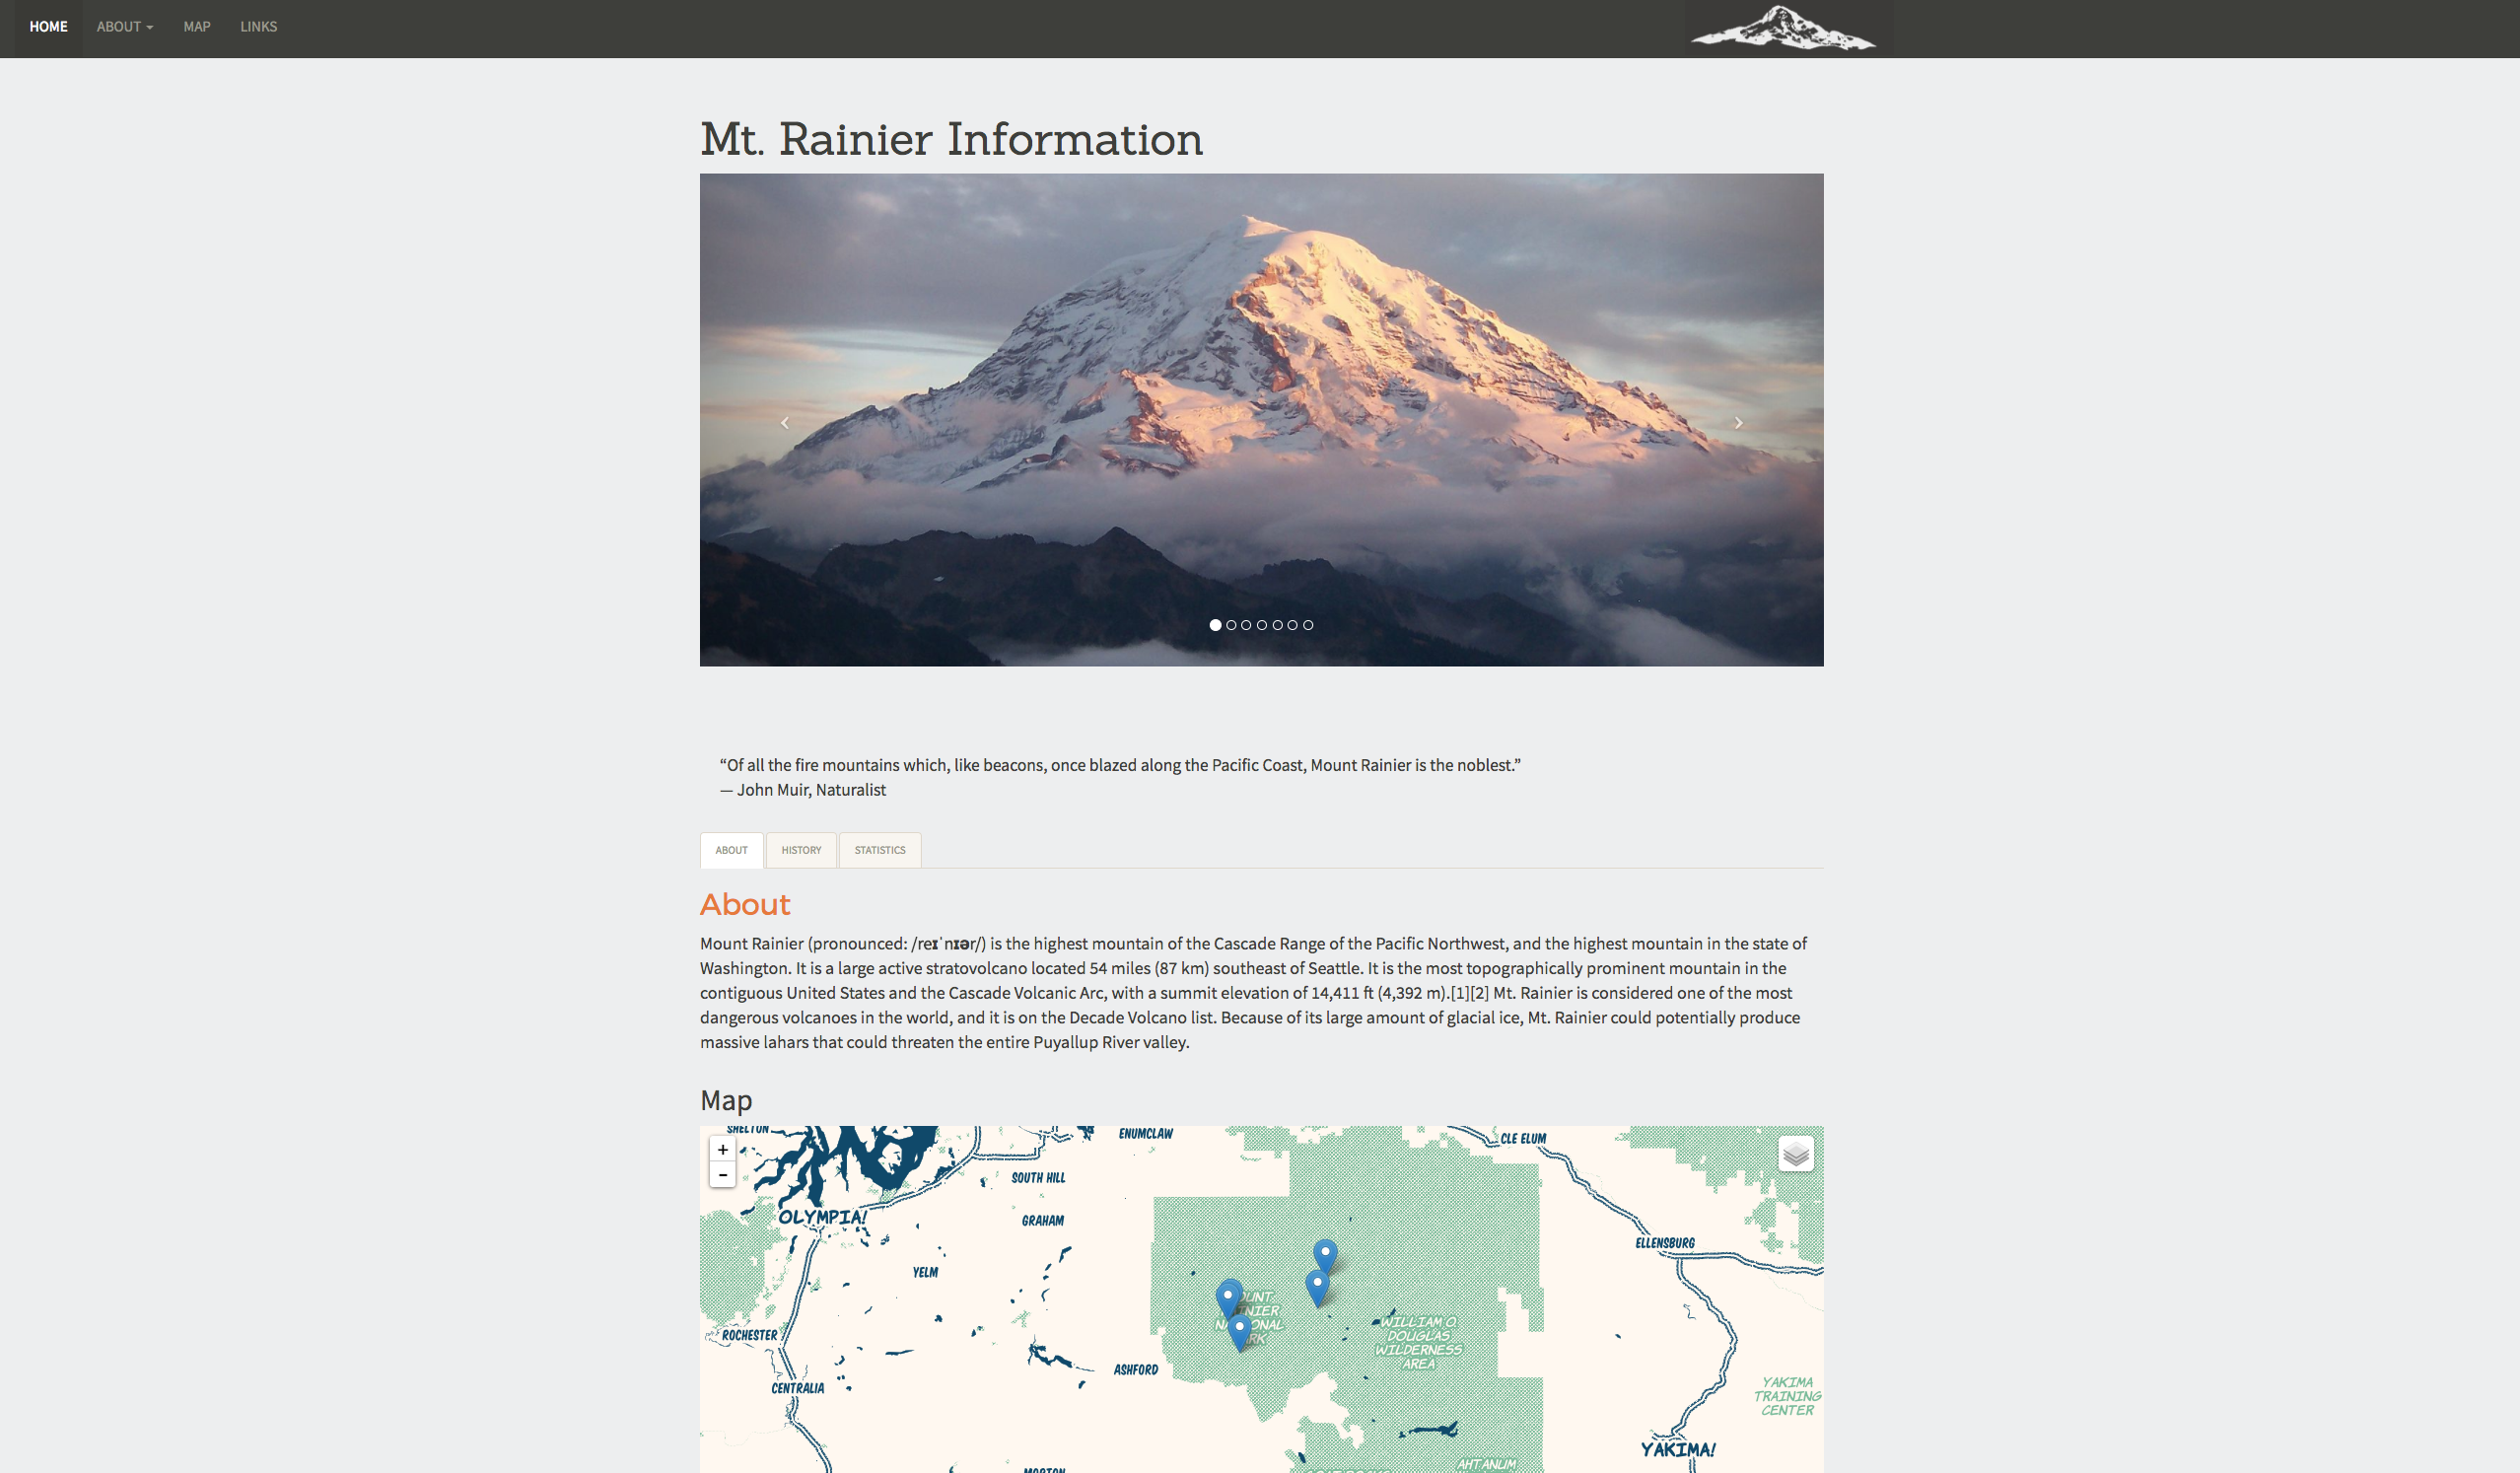 HOME ABOUT MAP LINKS
Mt. Rainier Information
“Of all the fire mountains which, like beacons, once blazed along the Pacific Coast, Mount Rainier is the noblest.”
— John Muir, Naturalist
ABOUT HISTORY STATISTICS
About
Mount Rainier (pronounced: /reɪˈnɪər/) is the highest mountain of the Cascade Range of the Pacific Northwest, and the highest mountain in the state of
Washington. It is a large active stratovolcano located 54 miles (87 km) southeast of Seattle. It is the most topographically prominent mountain in the
contiguous United States and the Cascade Volcanic Arc, with a summit elevation of 14,411 ft (4,392 m).[1][2] Mt. Rainier is considered one of the most
dangerous volcanoes in the world, and it is on the Decade Volcano list. Because of its large amount of glacial ice, Mt. Rainier could potentially produce
massive lahars that could threaten the entire Puyallup River valley.
Map
SHELTON
ENUMCLAW
CLE ELUM
+
-
SOUTH HILL
OLYMPIA!
GRAHAM
ELLENSBURG
YELM
WILLIAM O.
DOUGLAS
WILDERNESS
AREA
ROCHESTER
ASHFORD
CENTRALIA
YAKIMA
TRAINING
CENTER
YAKIMA!
AHTANUM
MORTON